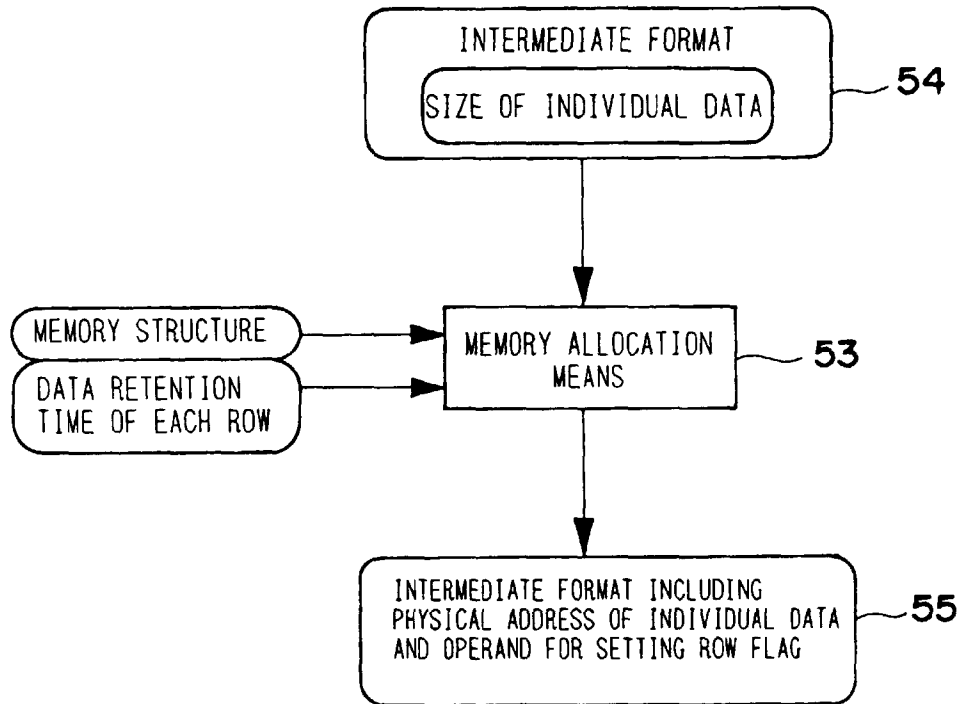 INTERMEDIATE FORMAT
SIZE OF INDIVIDUAL DATA
54
MEMORY STRUCTURE
DATA RETENTION
TIME OF EACH ROW
MEMORY ALLOCATION
MEANS
53
INTERMEDIATE FORMAT INCLUDING
PHYSICAL ADDRESS OF INDIVIDUAL DATA
AND OPERAND FOR SETTING ROW FLAG
55